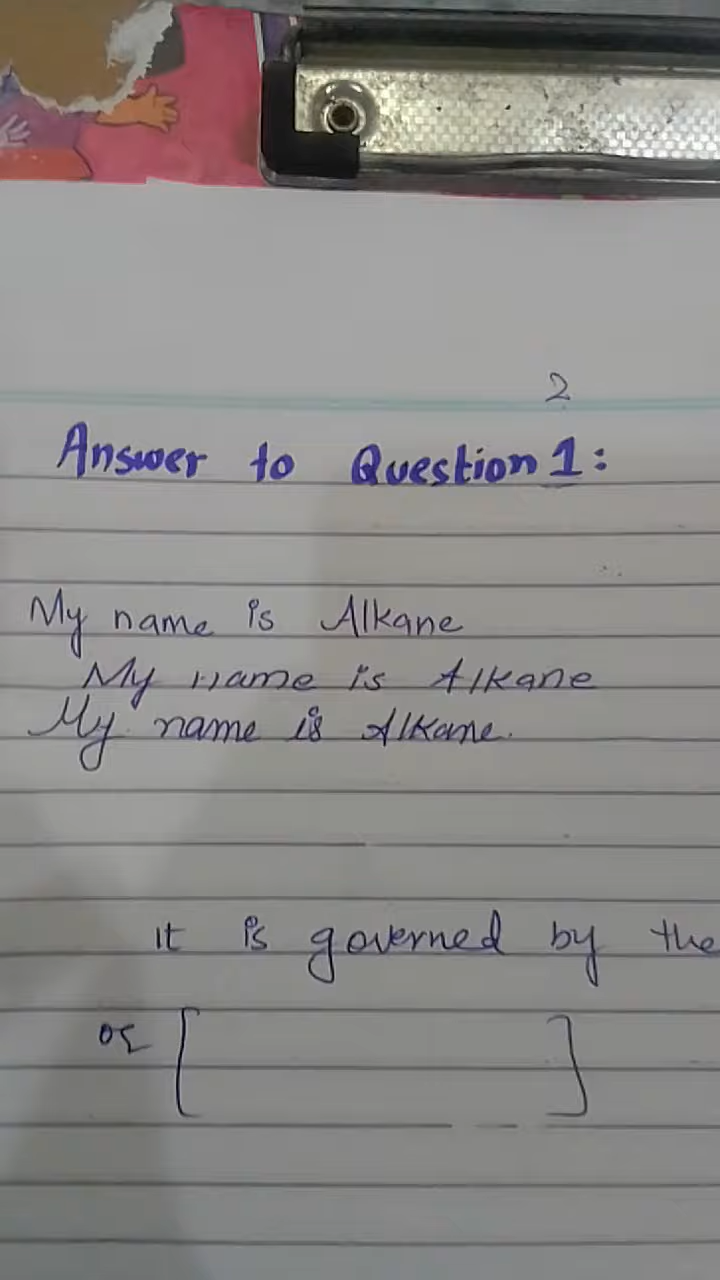 2
Answer to Question 1:
My name is Alkane
My name is Alkane
My name is Alkane.
it is governed by the
or [ ]